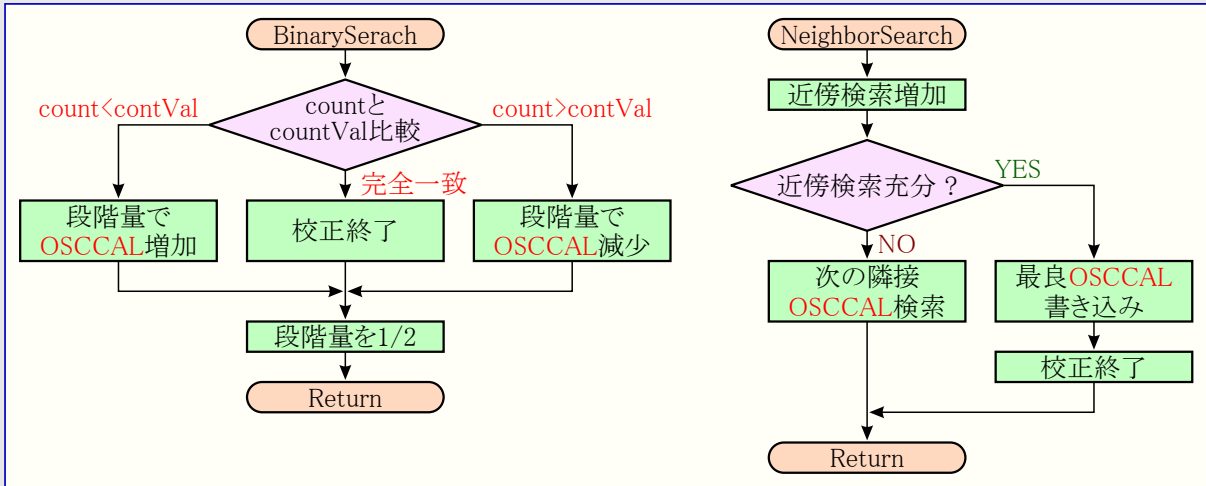 BinarySerach
count<contVal
countと
countVal比較
count>contVal
完全一致
段階量で
OSCCAL増加
校正終了
段階量で
OSCCAL減少
段階量を1/2
Return
NeighborSearch
近傍検索増加
近傍検索充分？
YES
NO
次の隣接
OSCCAL検索
最良OSCCAL
書き込み
校正終了
Return